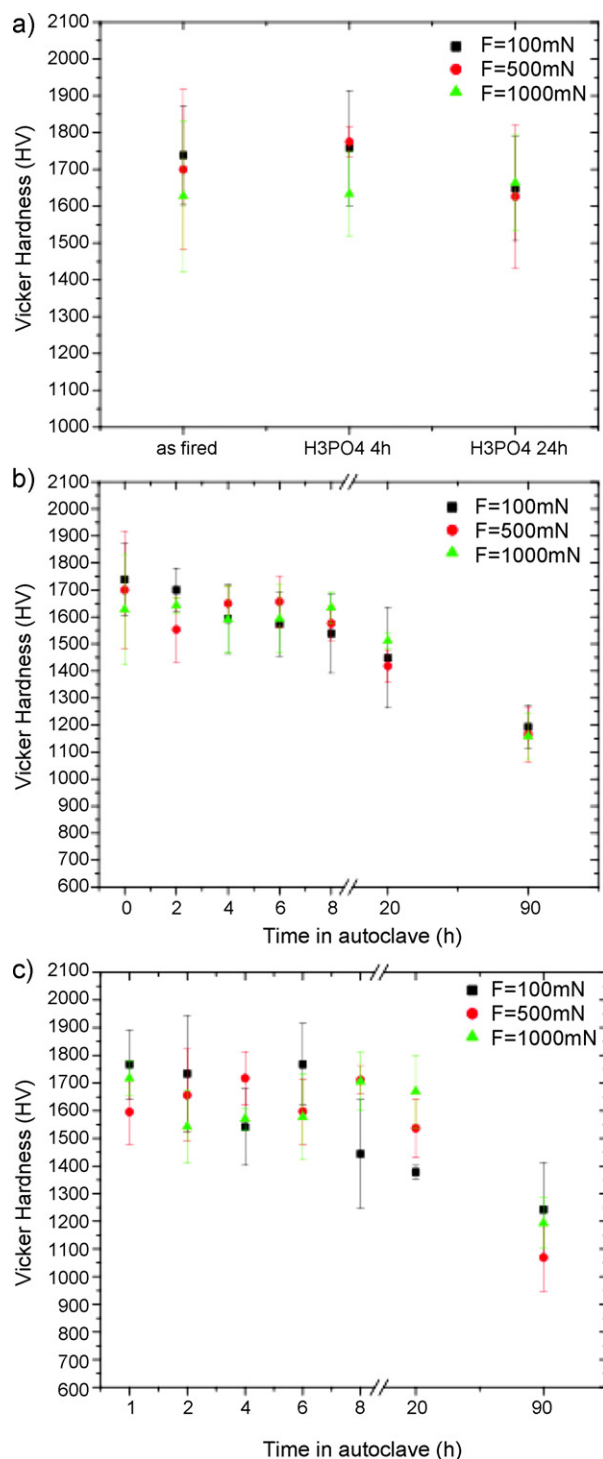 a)
2100
2000
1900
1800
1700
1600
1500
1400
1300
1200
1100
1000
Vicker Hardness (HV)
F=100mN
F=500mN
F=1000mN
as fired H3PO4 4h H3PO4 24h
b)
2100
2000
1900
1800
1700
1600
1500
1400
1300
1200
1100
1000
900
800
700
600
Vicker Hardness (HV)
F=100mN
F=500mN
F=1000mN
0 2 4 6 8 20 90
Time in autoclave (h)
c)
2100
2000
1900
1800
1700
1600
1500
1400
1300
1200
1100
1000
900
800
700
600
Vicker Hardness (HV)
F=100mN
F=500mN
F=1000mN
1 2 4 6 8 20 90
Time in autoclave (h)